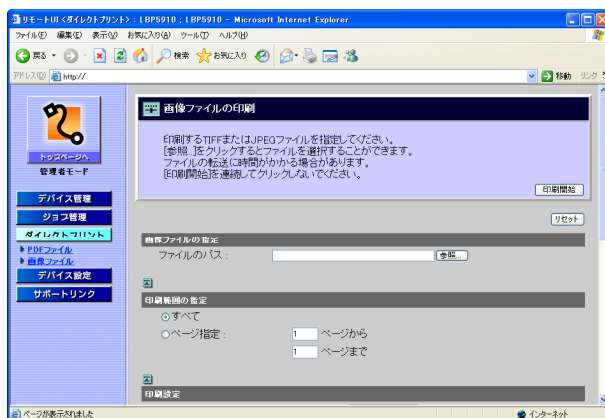 リモートUI <ダイレクトプリント> : LBP5910 ; LBP5910 - Microsoft Internet Explorer
ファイル(F) 編集(E) 表示(V) お気に入り(A) ツール(T) ヘルプ(H)
戻る 検索 お気に入り
アドレス(D) http:// 移動 リンク
トップページへ
管理者モード
デバイス管理
ジョブ管理
ダイレクトプリント
PDFファイル
画像ファイル
デバイス設定
サポートリンク
画像ファイルの印刷
印刷するTIFFまたはJPEGファイルを指定してください。
[参照...]をクリックするとファイルを選択することができます。
ファイルの転送に時間がかかる場合があります。
[印刷開始]を連続してクリックしないでください。
印刷開始
リセット
画像ファイルの指定
ファイルのパス : 参照...
印刷範囲の指定
すべて
ページ指定 : 1 ページから
1 ページまで
印刷設定
ページが表示されました インターネット